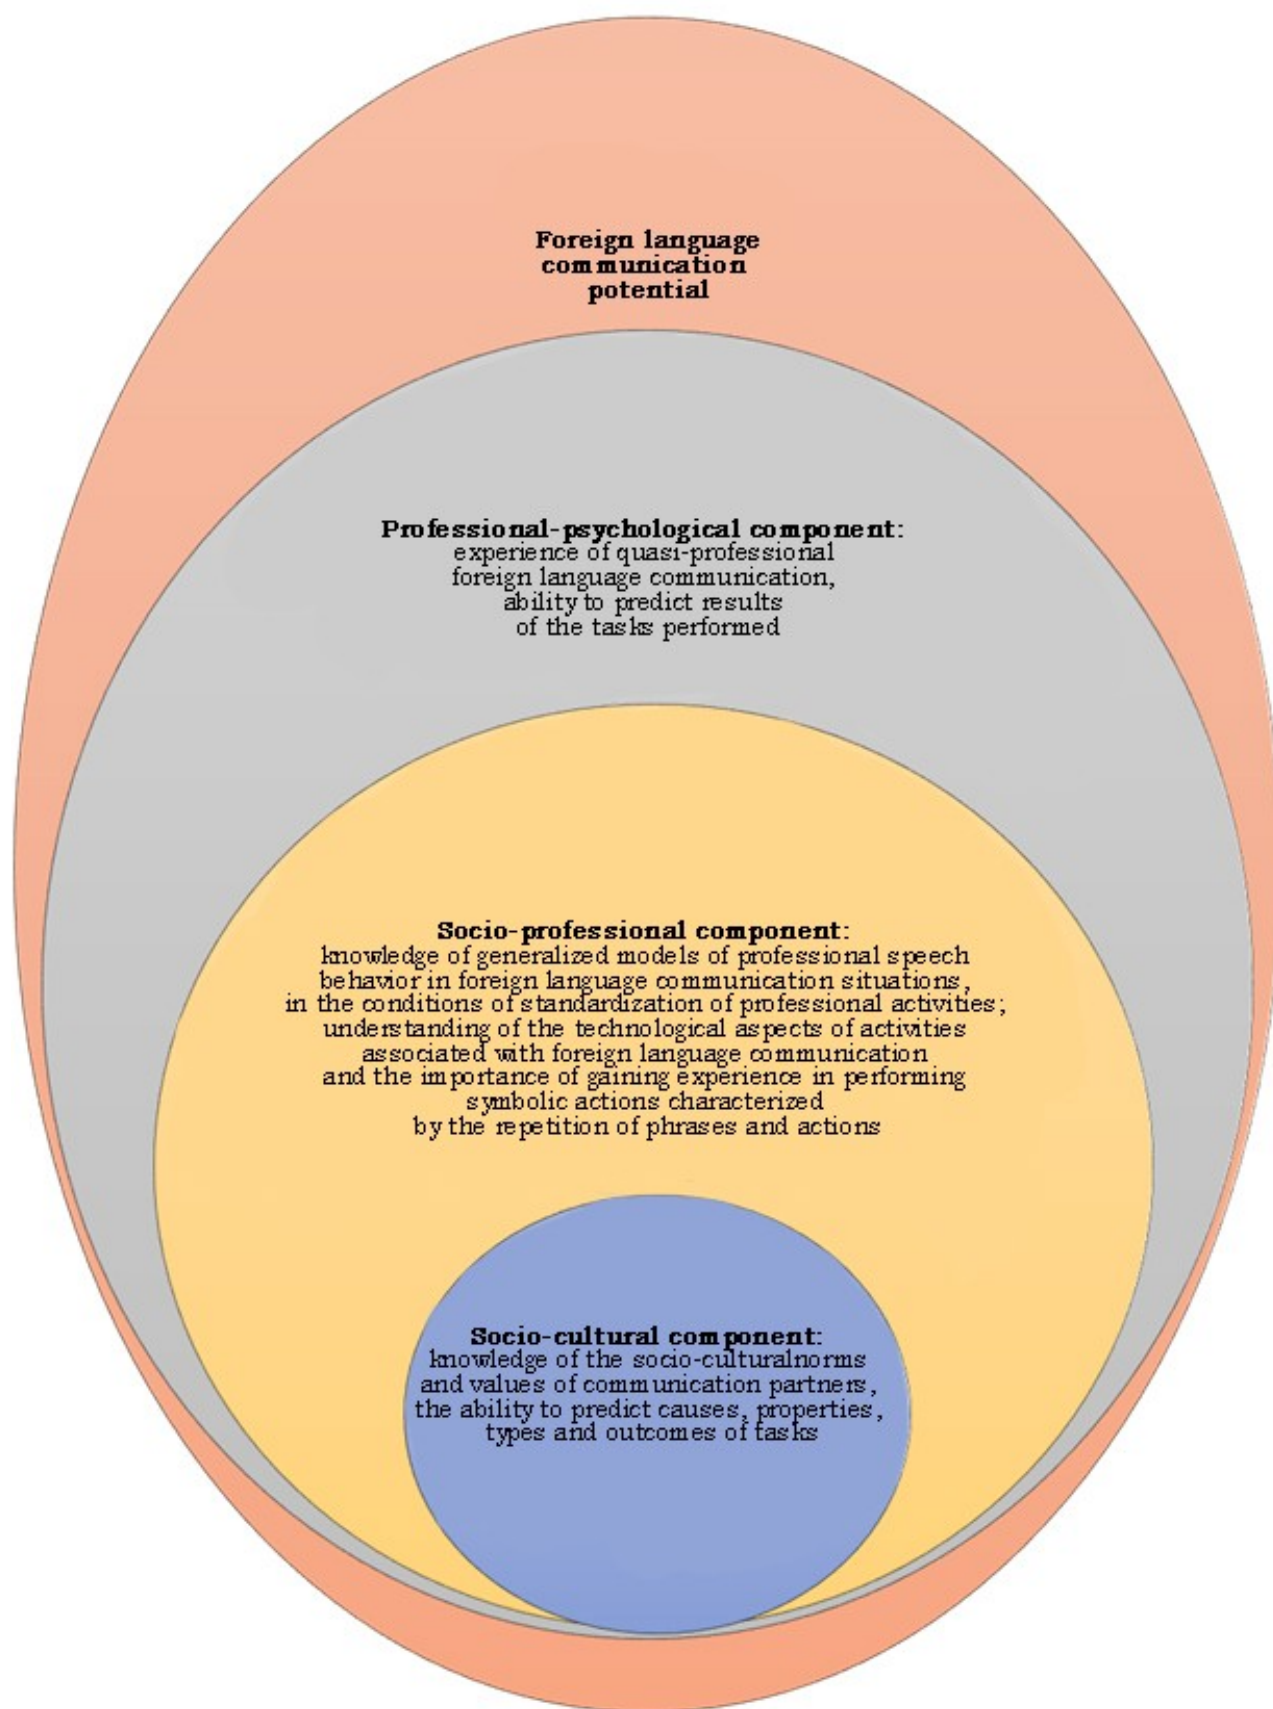 Foreign language
communication
potential
Professional-psychological component:
experience of quasi-professional
foreign language communication,
ability to predict results
of the tasks performed
Socio-professional component:
knowledge of generalized models of professional speech
behavior in foreign language communication situations,
in the conditions of standardization of professional activities;
understanding of the technological aspects of activities
associated with foreign language communication
and the importance of gaining experience in performing
symbolic actions characterized
by the repetition of phrases and actions
Socio-cultural component:
knowledge of the socio-culturalnorms
and values of communication partners,
the ability to predict causes, properties,
types and outcomes of tasks